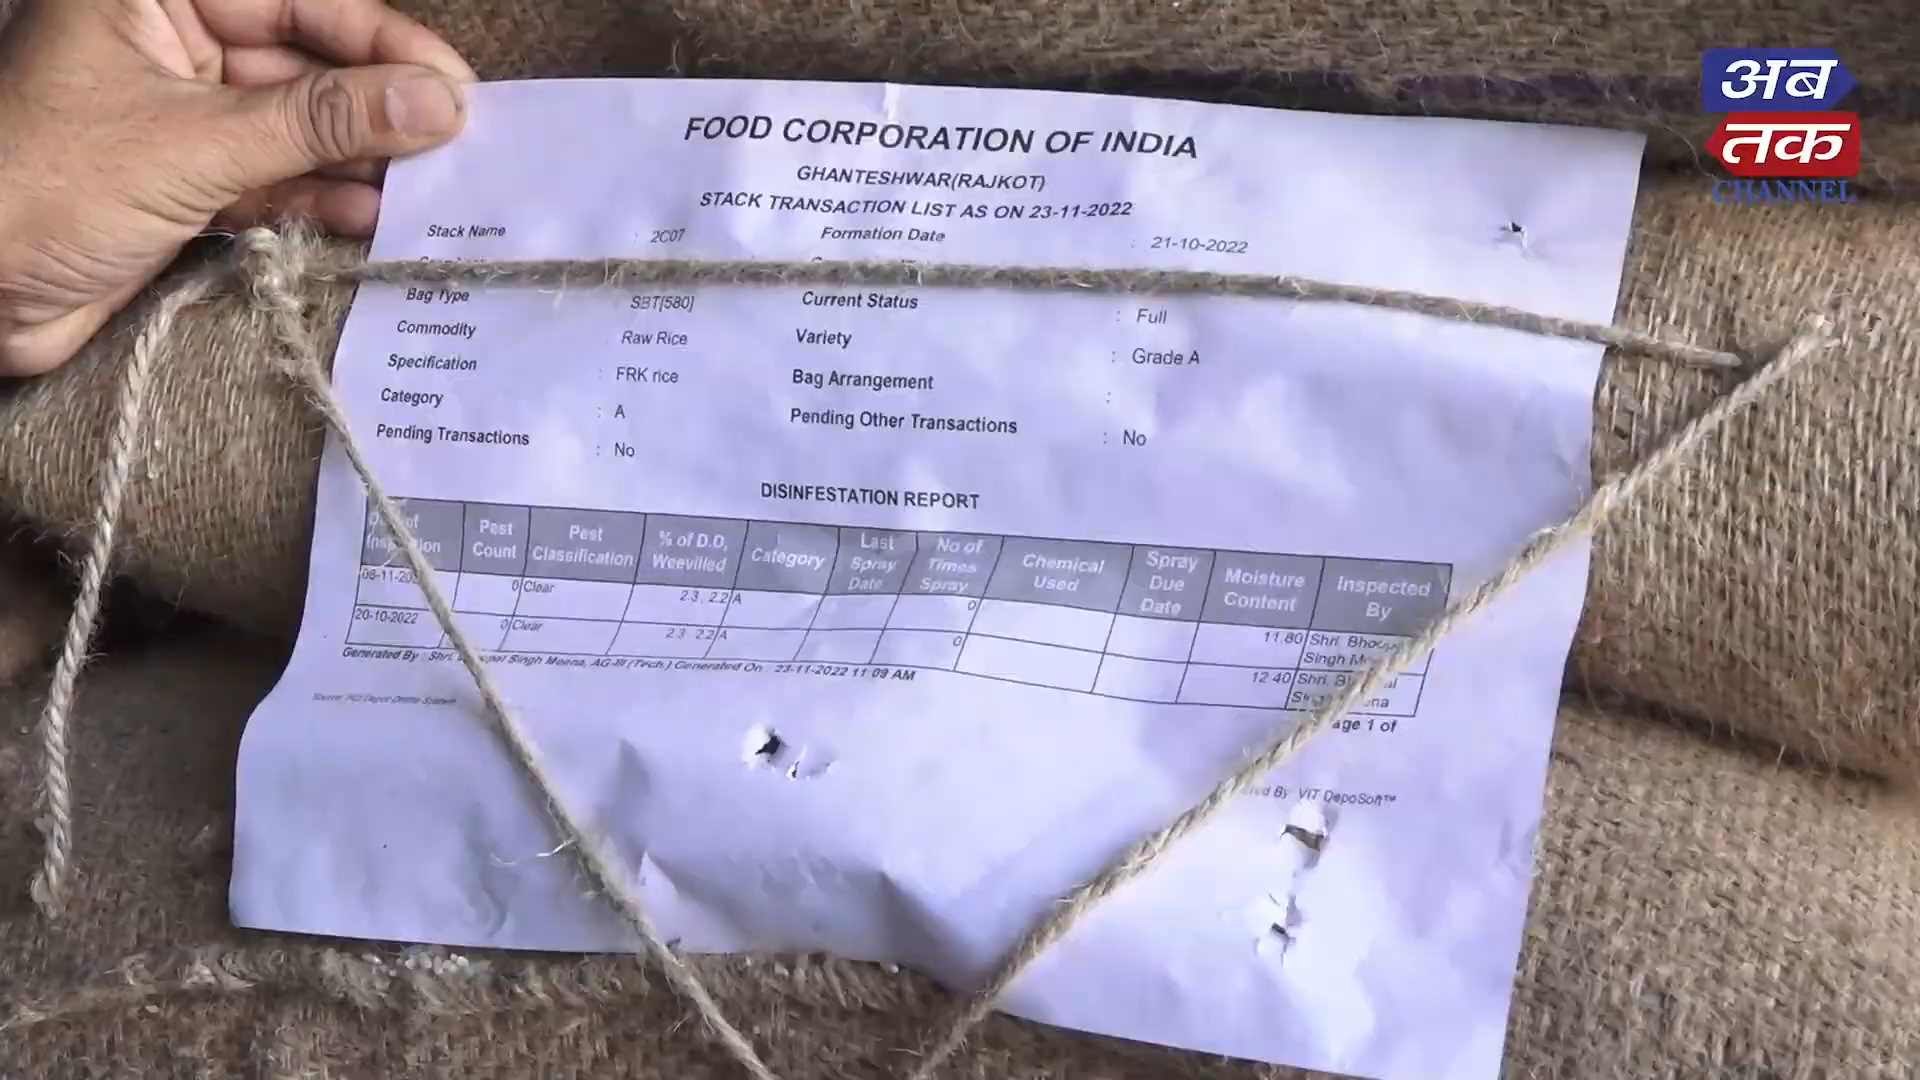 अब
तक
CHANNEL
FOOD CORPORATION OF INDIA
GHANTESHWAR(RAJKOT)
STACK TRANSACTION LIST AS ON 23-11-2022
Stack Name : 2C07 Formation Date : 21-10-2022
Bag Type SBT[580] Current Status : Full
Commodity : Raw Rice Variety : Grade A
Specification : FRK rice Bag Arrangement :
Category : A Pending Other Transactions : No
Pending Transactions : No
DISINFESTATION REPORT
of Pest Count Pest Classification % of D.D, Weevilled Category Last Spray Date No of Times Spray Chemical Used Spray Due Date Moisture Content Inspected By
0 Clear 2.3, 2.2 A 0 11.80 Shri.
Singh
20-10-2022 0 Clear 2.3 2.2 A 0 12.40 Shri.
Generated By : Shri. Singh Meena, AG-III (Tech.) Generated On : 23-11-2022 11:09 AM
1 of
By VIT DepoSoft™